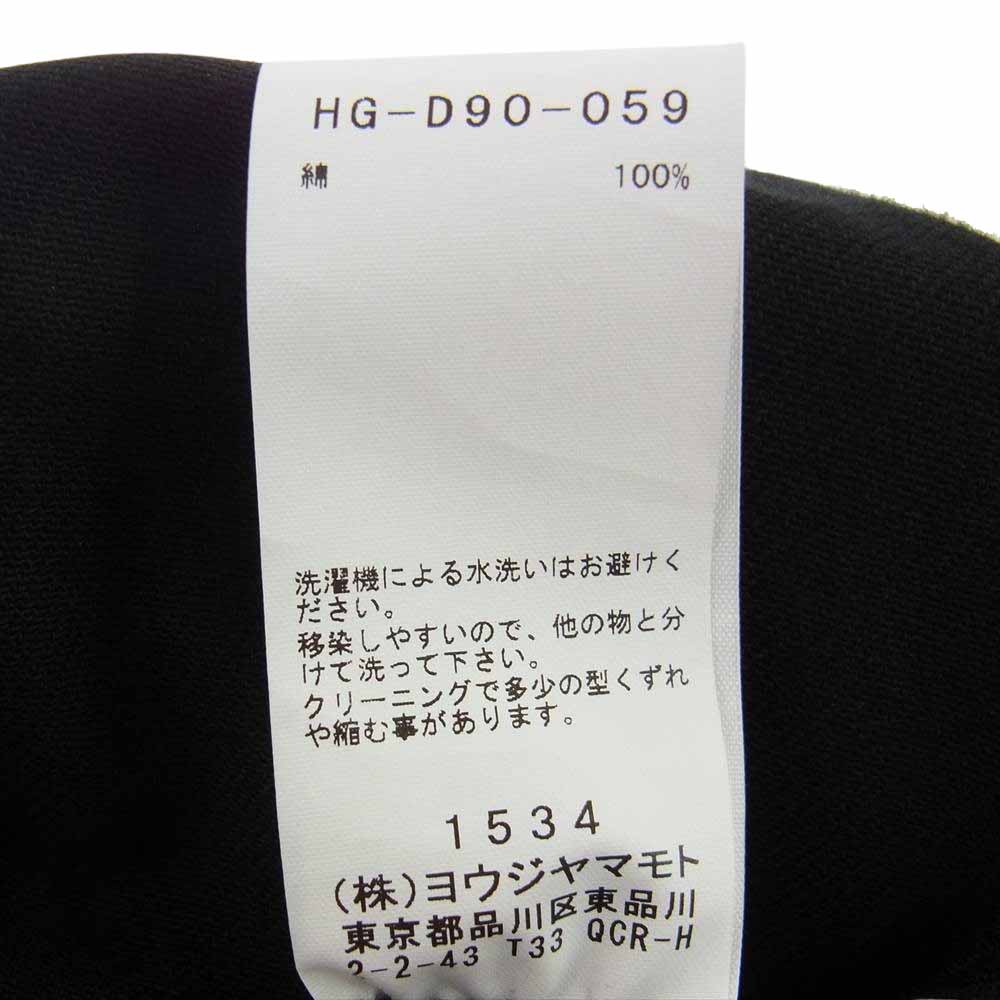 HG-D90-059
綿 100%
洗濯機による水洗いはお避けく
ださい。
移染しやすいので、他の物と分
けて洗って下さい。
クリーニングで多少の型くずれ
や縮む事があります。
1534
(株)ヨウジヤマモト
東京都品川区東品川
2-2-43 T33 QCR-H